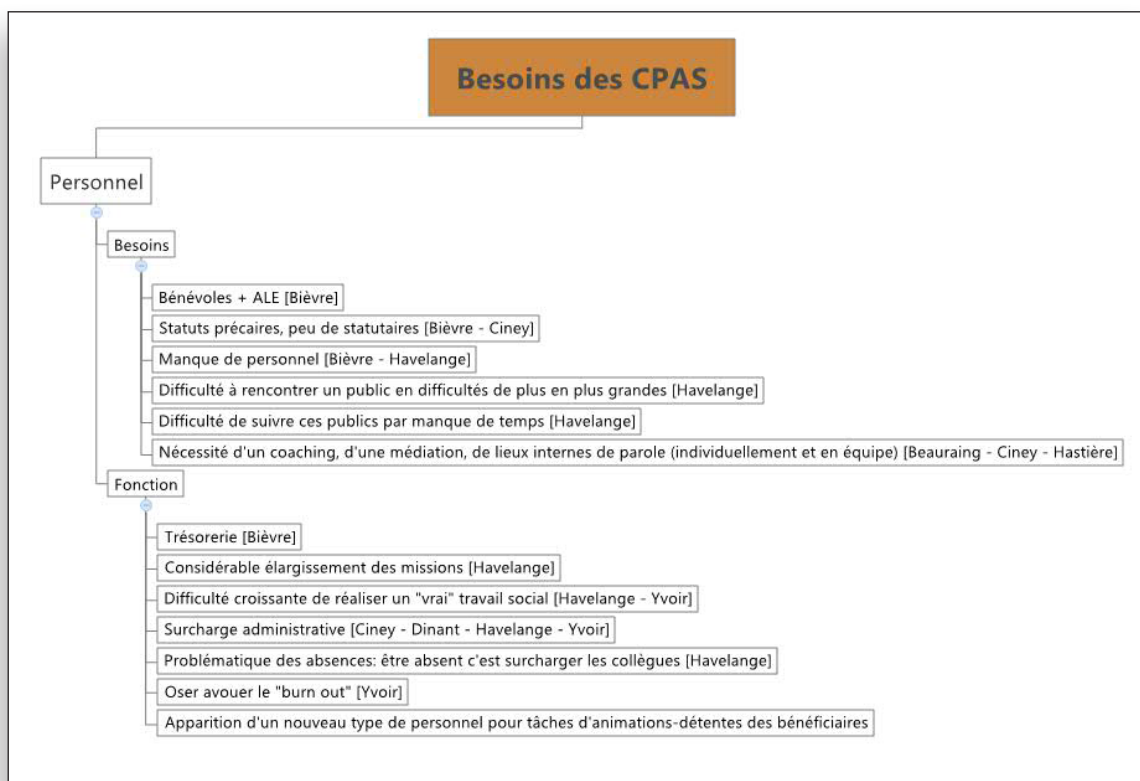 Besoins des CPAS
Personnel
Besoins
Bénévoles + ALE [Bièvre]
Statuts précaires, peu de statutaires [Bièvre - Ciney]
Manque de personnel [Bièvre - Havelange]
Difficulté à rencontrer un public en difficultés de plus en plus grandes [Havelange]
Difficulté de suivre ces publics par manque de temps [Havelange]
Nécessité d'un coaching, d'une médiation, de lieux internes de parole (individuellement et en équipe) [Beauraing - Ciney - Hastière]
Fonction
Trésorerie [Bièvre]
Considérable élargissement des missions [Havelange]
Difficulté croissante de réaliser un "vrai" travail social [Havelange - Yvoir]
Surcharge administrative [Ciney - Dinant - Havelange - Yvoir]
Problématique des absences: être absent c'est surcharger les collègues [Havelange]
Oser avouer le "burn out" [Yvoir]
Apparition d'un nouveau type de personnel pour tâches d'animations-détentes des bénéficiaires